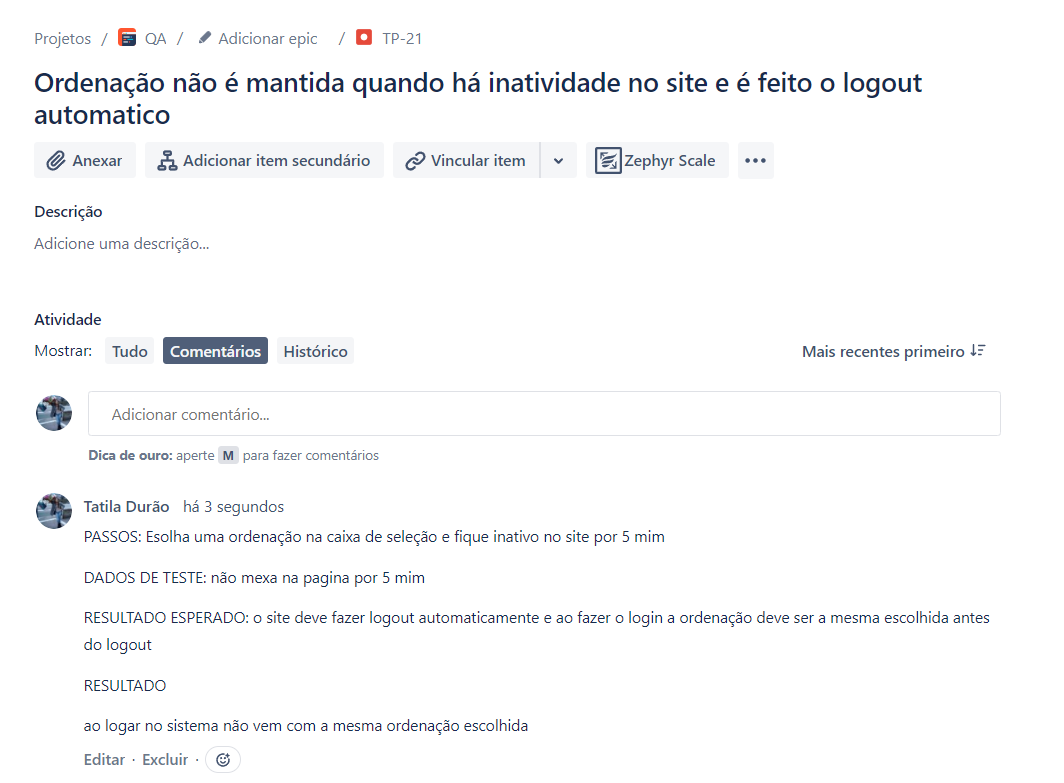 Projetos / QA / Adicionar epic / TP-21
Ordenação não é mantida quando há inatividade no site e é feito o logout
automatico
Anexar Adicionar item secundário Vincular item Zephyr Scale
Descrição
Adicione uma descrição...
Atividade
Mostrar: Tudo Comentários Histórico Mais recentes primeiro
Adicionar comentário...
Dica de ouro: aperte M para fazer comentários
Tatila Durão há 3 segundos
PASSOS: Esolha uma ordenação na caixa de seleção e fique inativo no site por 5 mim
DADOS DE TESTE: não mexa na pagina por 5 mim
RESULTADO ESPERADO: o site deve fazer logout automaticamente e ao fazer o login a ordenação deve ser a mesma escolhida antes
do logout
RESULTADO
ao logar no sistema não vem com a mesma ordenação escolhida
Editar · Excluir ·